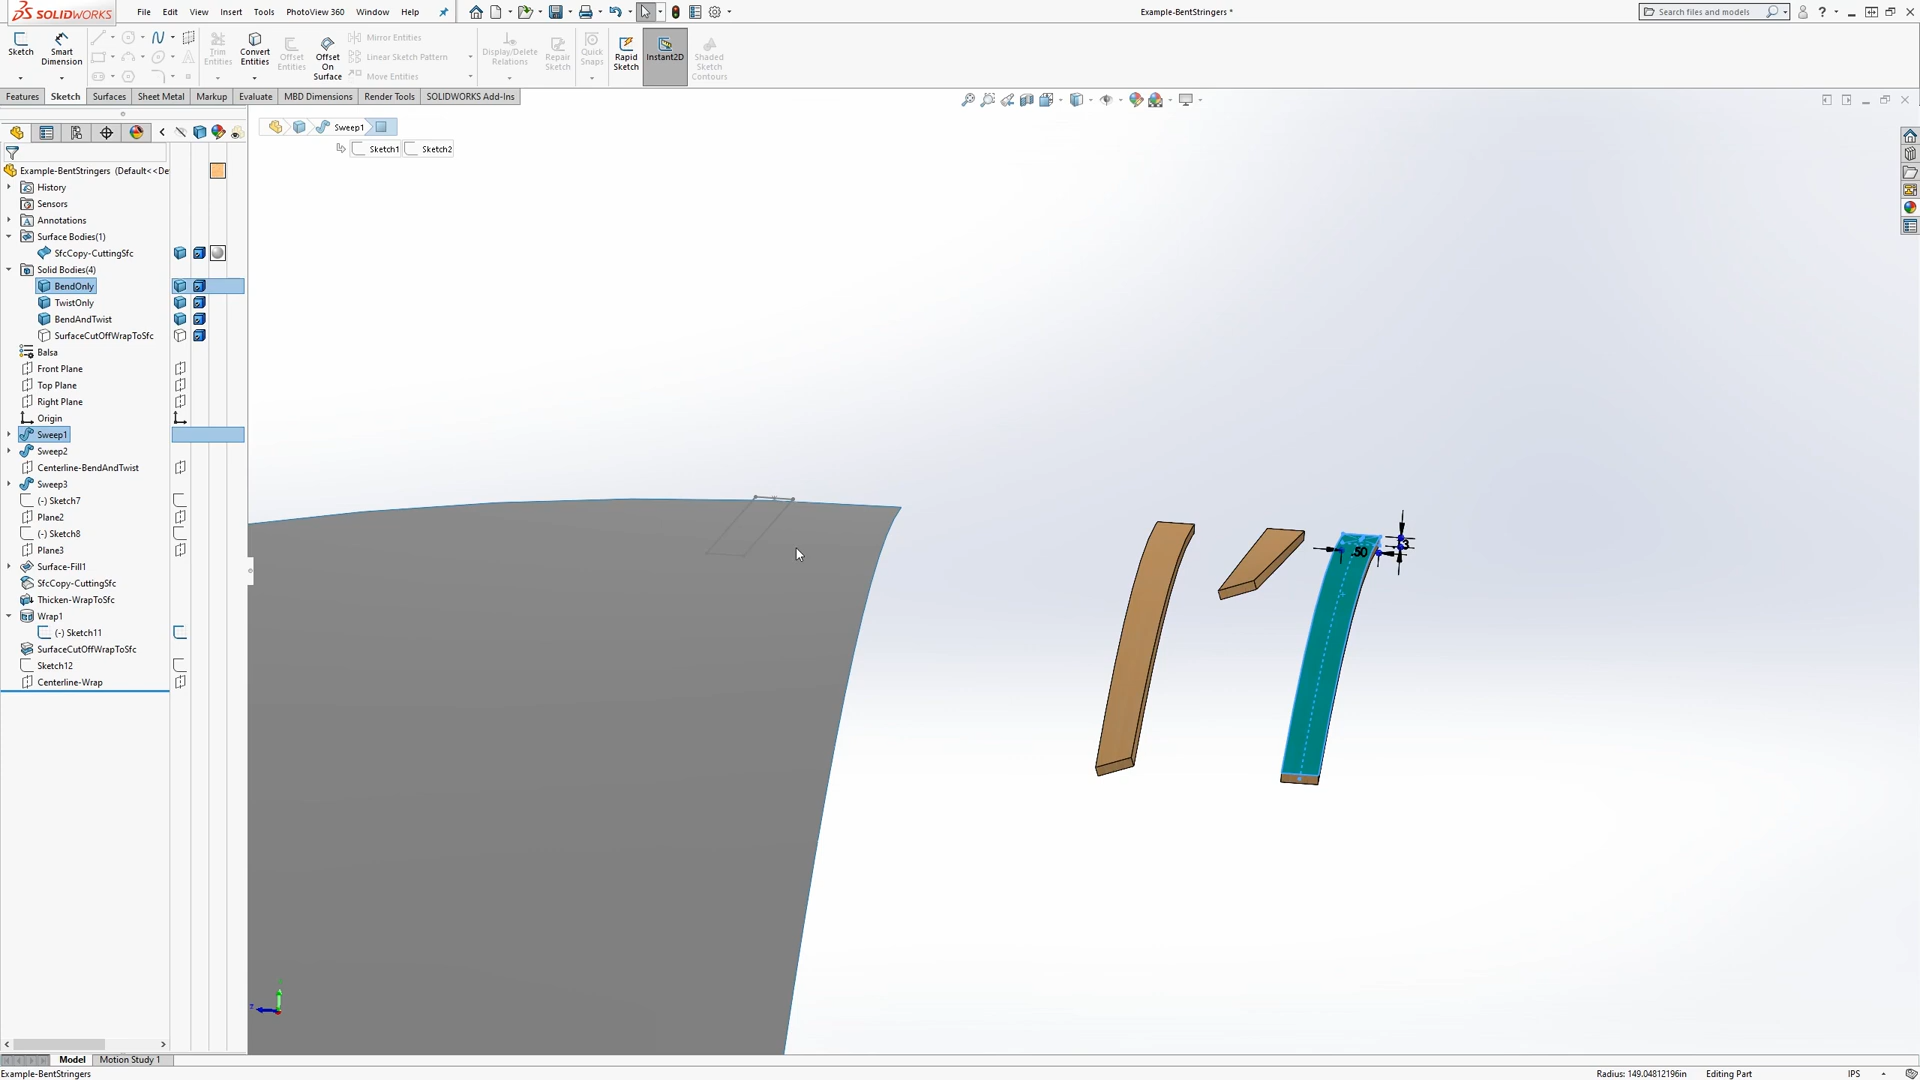 SOLIDWORKS
File Edit View Insert Tools PhotoView 360 Window Help
Example-BentStringers *
Search files and models
Sketch
Smart Dimension
Trim Entities
Convert Entities
Offset Entities
Offset On Surface
Mirror Entities
Linear Sketch Pattern
Move Entities
Display/Delete Relations
Repair Sketch
Quick Snaps
Rapid Sketch
Instant2D
Shaded Sketch Contours
Features Sketch Surfaces Sheet Metal Markup Evaluate MBD Dimensions Render Tools SOLIDWORKS Add-Ins
Sweep1
Sketch1 Sketch2
Example-BentStringers (Default<<De
History
Sensors
Annotations
Surface Bodies(1)
SfcCopy-CuttingSfc
Solid Bodies(4)
BendOnly
TwistOnly
BendAndTwist
SurfaceCutOffWrapToSfc
Balsa
Front Plane
Top Plane
Right Plane
Origin
Sweep1
Sweep2
Centerline-BendAndTwist
Sweep3
(-) Sketch7
Plane2
(-) Sketch8
Plane3
Surface-Fill1
SfcCopy-CuttingSfc
Thicken-WrapToSfc
Wrap1
(-) Sketch11
SurfaceCutOffWrapToSfc
Sketch12
Centerline-Wrap
.50
Model Motion Study 1
Example-BentStringers
Radius: 149.04812196in
Editing Part
IPS